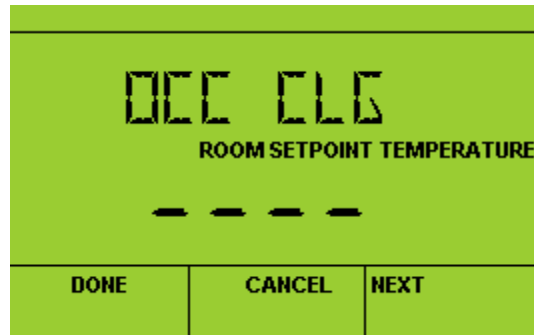 OCC CLG
ROOM SETPOINT TEMPERATURE
----
DONE CANCEL NEXT